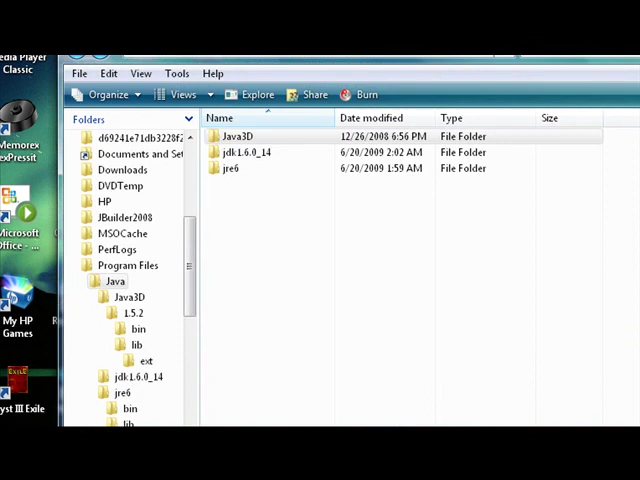 edia Player
Classic
Memorex
exPressit
Microsoft
Office - ...
My HP
Games
yst III Exile
File Edit View Tools Help
Organize Views Explore Share Burn
Folders
d69241e71db3228f2
Documents and Set
Downloads
DVDTemp
HP
JBuilder2008
MSOCache
PerfLogs
Program Files
Java
Java3D
1.5.2
bin
lib
ext
jdk1.6.0_14
jre6
bin
lib
Name Date modified Type Size
Java3D 12/26/2008 6:56 PM File Folder
jdk1.6.0_14 6/20/2009 2:02 AM File Folder
jre6 6/20/2009 1:59 AM File Folder